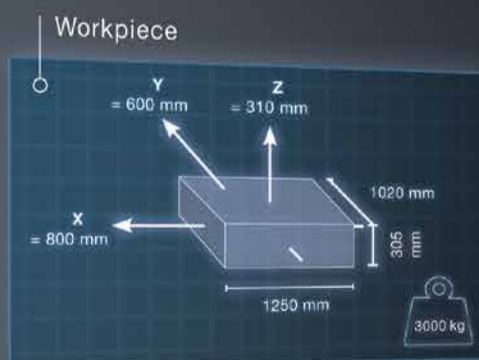 Workpiece
Y
= 600 mm
Z
= 310 mm
X
= 800 mm
1020 mm
305
mm
1250 mm
3000 kg